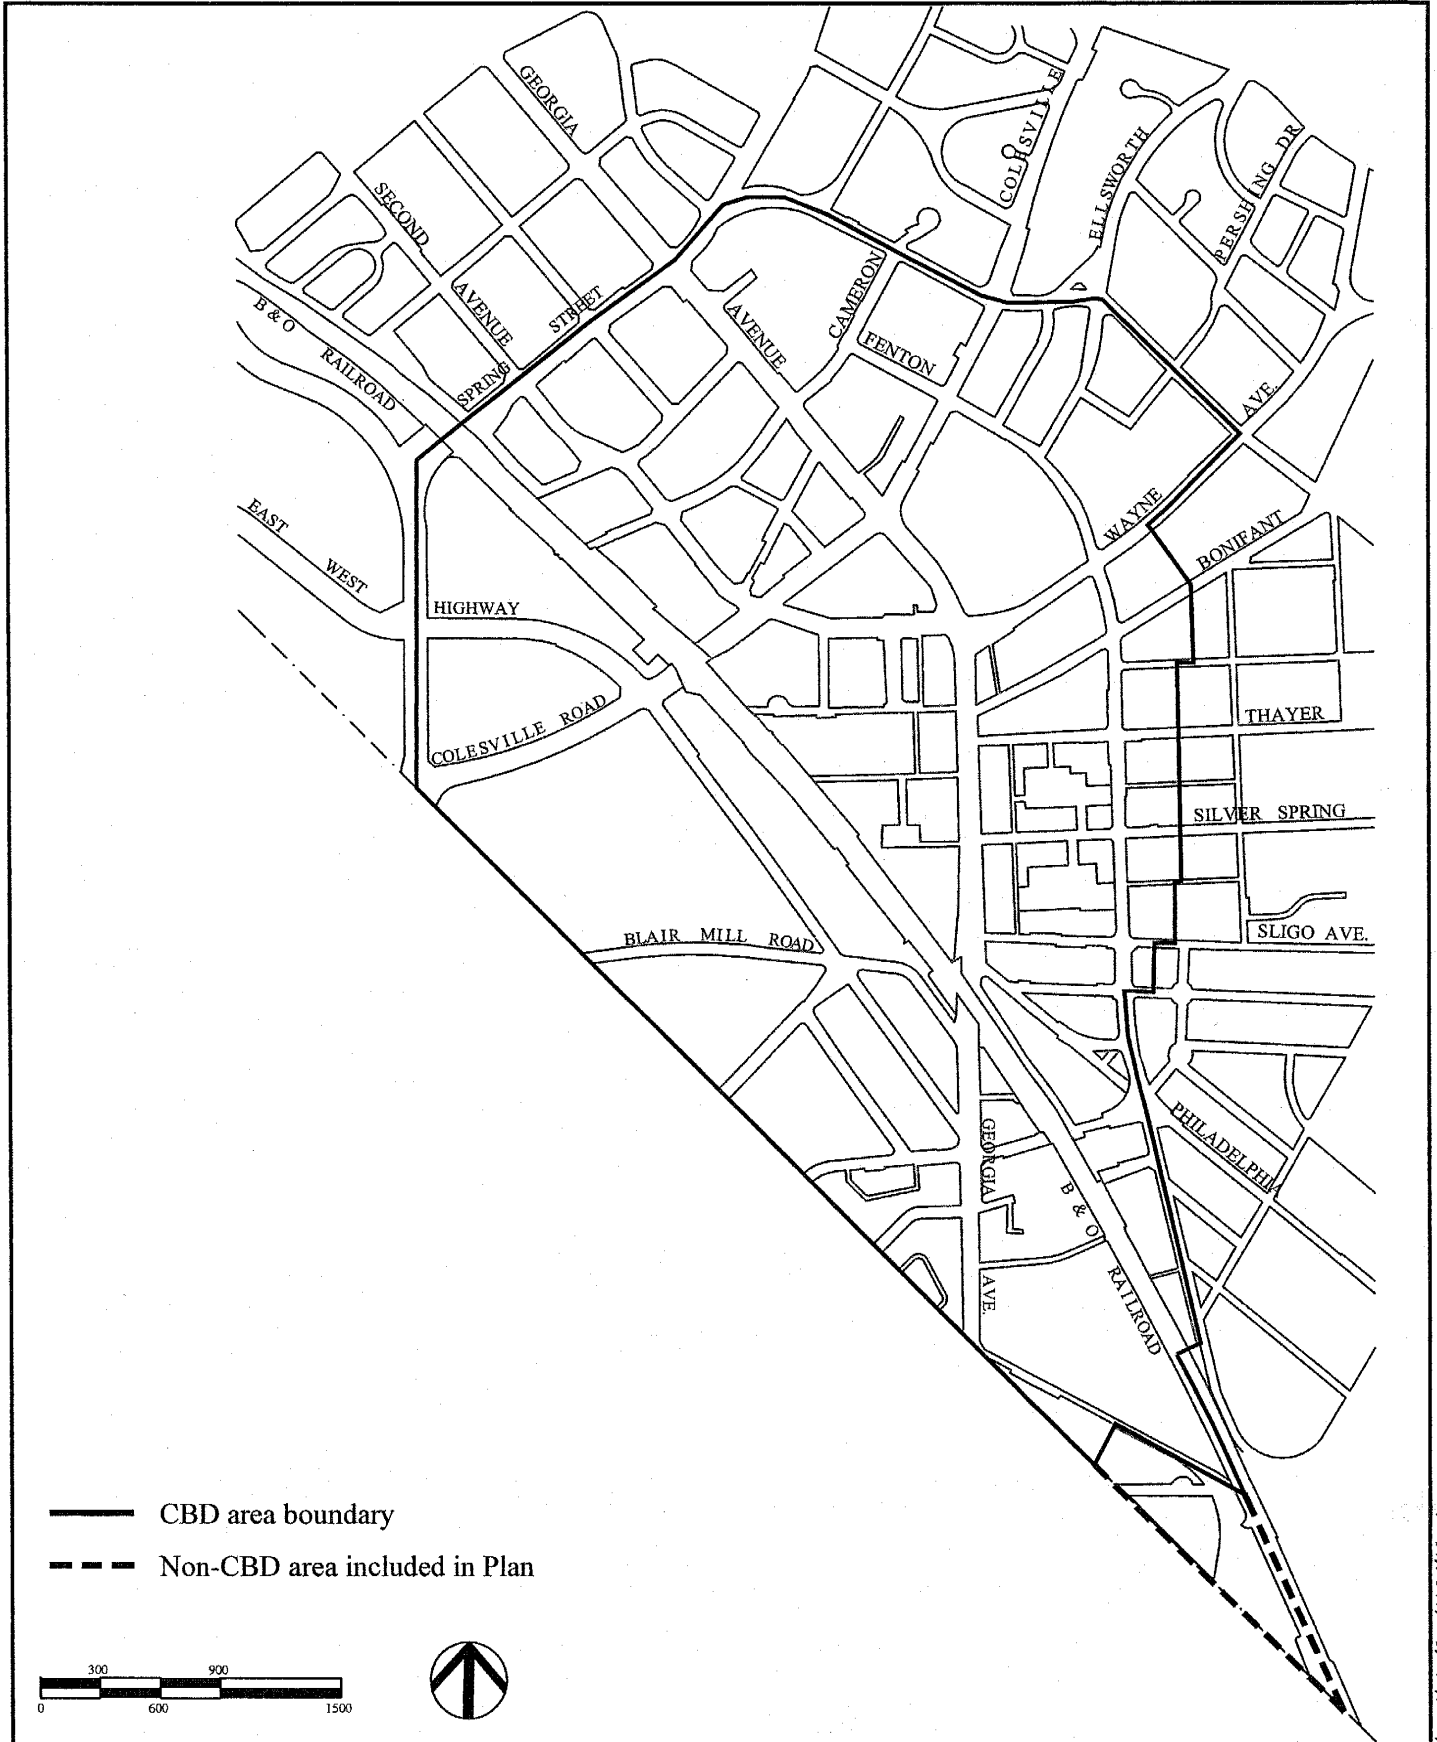 GEORGIA
COLESVILLE
ELLSWORTH
PERSHING DR.
SECOND
AVENUE
STREET
SPRING
B & O
RAILROAD
AVENUE
CAMERON
FENTON
AVE.
WAYNE
BONIFANT
EAST
WEST
HIGHWAY
COLESVILLE ROAD
THAYER
SILVER SPRING
SLIGO AVE.
BLAIR MILL ROAD
PHILADELPHIA
GEORGIA
AVE.
B & O
RAILROAD
CBD area boundary
Non-CBD area included in Plan
300 900
0 600 1500